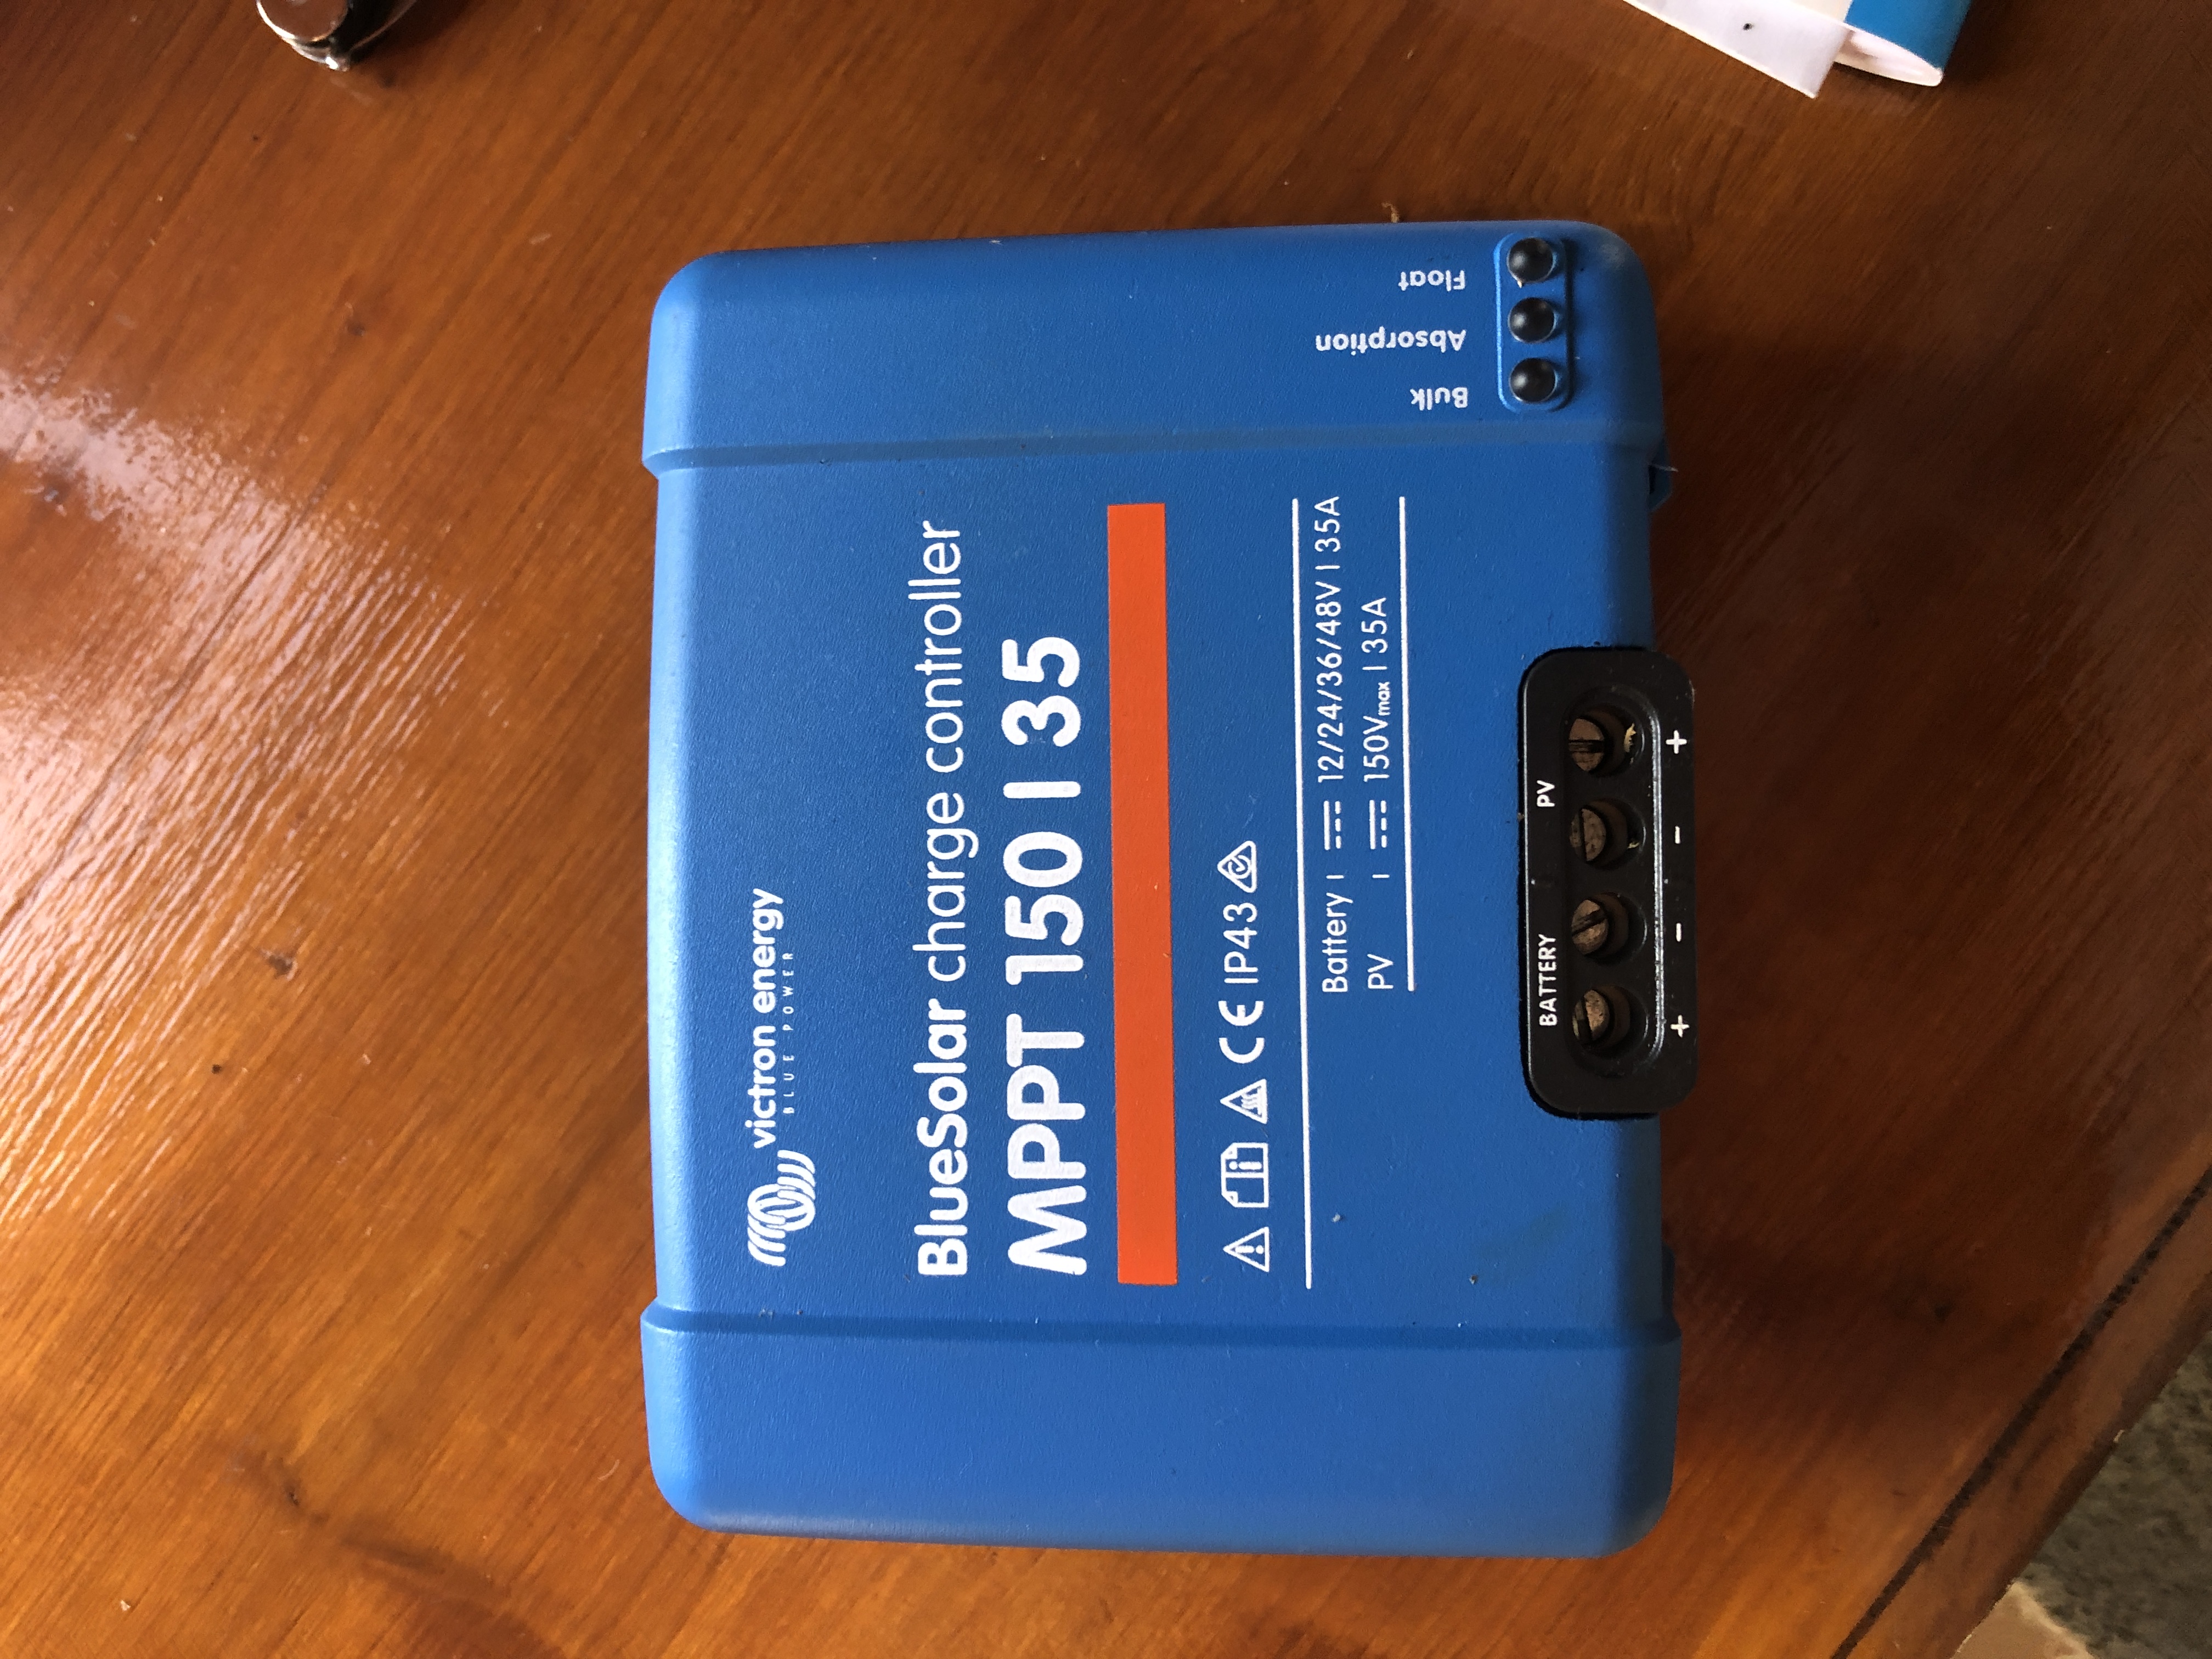 victron energy
BLUE POWER
BlueSolar charge controller
MPPT 150 | 35
CE IP43
Battery | 12/24/36/48V | 35A
PV | 150Vmax | 35A
BATTERY PV
+ - - +
Bulk
Absorption
Float